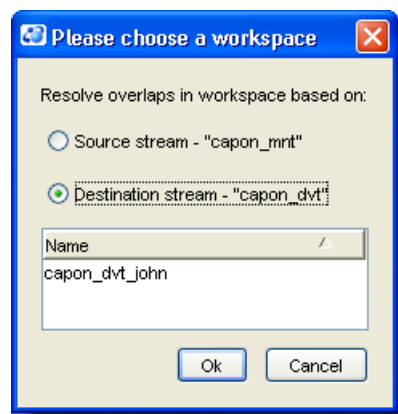 Please choose a workspace
Resolve overlaps in workspace based on:
Source stream - "capon_mnt"
Destination stream - "capon_dvt"
Name
capon_dvt_john
Ok
Cancel